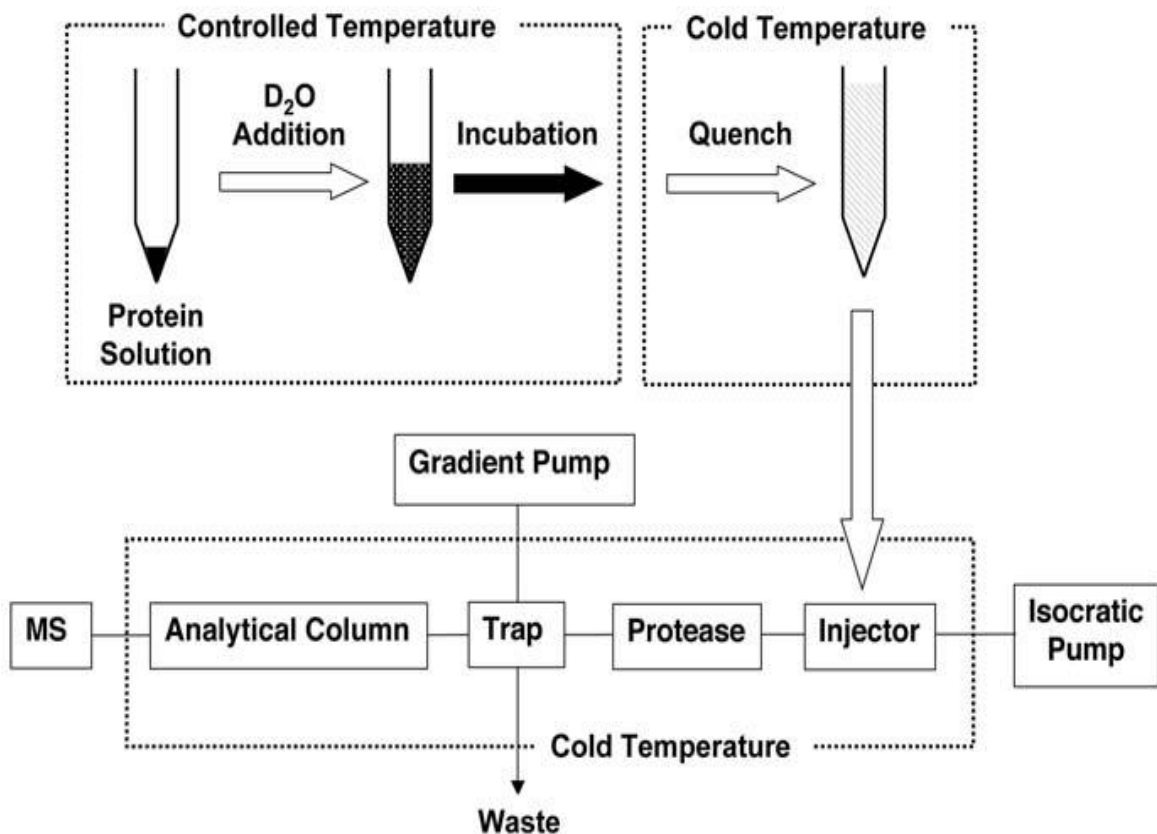 Controlled Temperature
Cold Temperature
D₂O
Addition
Incubation
Quench
Protein
Solution
Gradient Pump
MS
Analytical Column
Trap
Protease
Injector
Isocratic
Pump
Cold Temperature
Waste